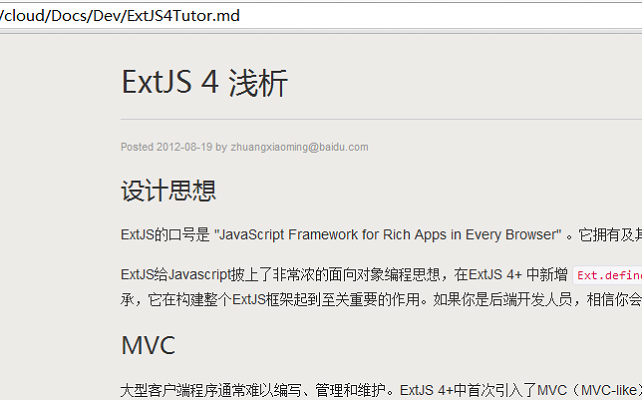 /cloud/Docs/Dev/ExtJS4Tutor.md
ExtJS 4 浅析
Posted 2012-08-19 by zhuangxiaoming@baidu.com
设计思想
ExtJS的口号是 "JavaScript Framework for Rich Apps in Every Browser" 。它拥有及其
ExtJS给Javascript披上了非常浓的面向对象编程思想，在ExtJS 4+ 中新增 Ext.define
承，它在构建整个ExtJS框架起到至关重要的作用。如果你是后端开发人员，相信你会
MVC
大型客户端程序通常难以编写、管理和维护。ExtJS 4+中首次引入了MVC（MVC-like）